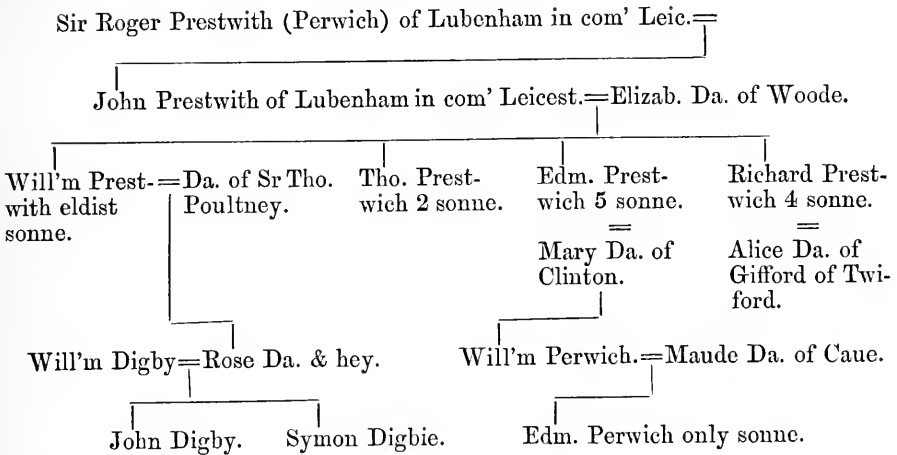 Sir Roger Prestwith (Perwich) of Lubenham in com' Leic.=
John Prestwith of Lubenham in com' Leicest.=Elizab. Da. of Woode.
Will'm Prest-
with eldist
sonne.
=Da. of Sr Tho.
Poultney.
Tho. Prest-
wich 2 sonne.
Edm. Prest-
wich 5 sonne.
=
Mary Da. of
Clinton.
Richard Prest-
wich 4 sonne.
=
Alice Da. of
Gifford of Twi-
ford.
Will'm Digby=Rose Da. & hey.
Will'm Perwich.=Maude Da. of Caue.
John Digby.
Symon Digbie.
Edm. Perwich only sonne.